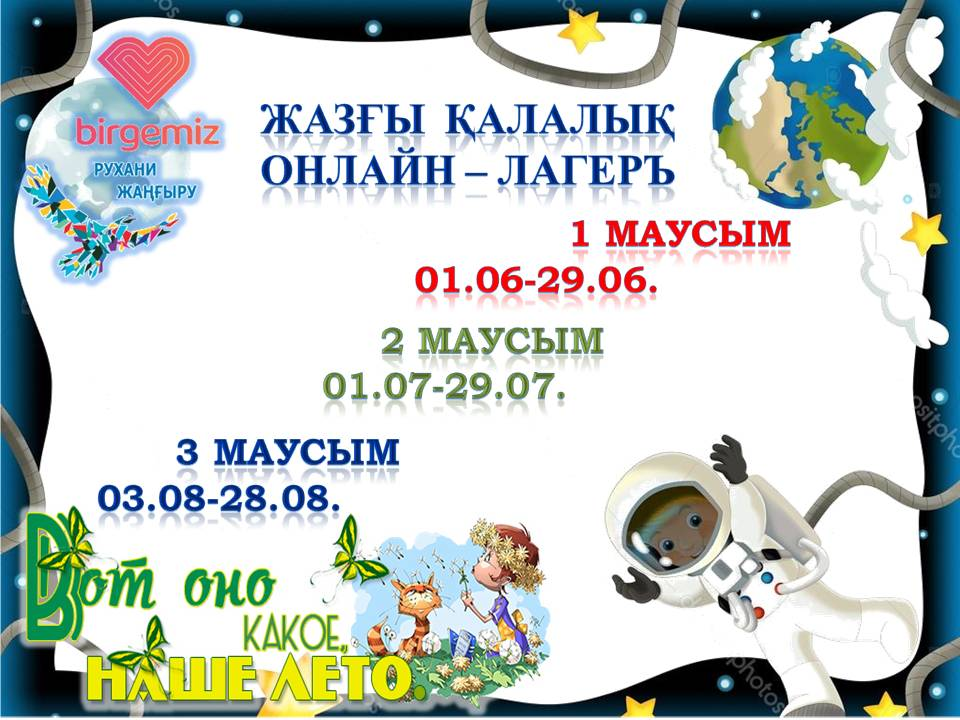 birgemiz
РУХАНИ
ЖАҢҒЫРУ
ЖАЗҒЫ ҚАЛАЛЫҚ
ОНЛАЙН – ЛАГЕРЪ
1 МАУСЫМ
01.06-29.06.
2 МАУСЫМ
01.07-29.07.
3 МАУСЫМ
03.08-28.08.
Вот оно
КАКОЕ,
НАШЕ ЛЕТО.